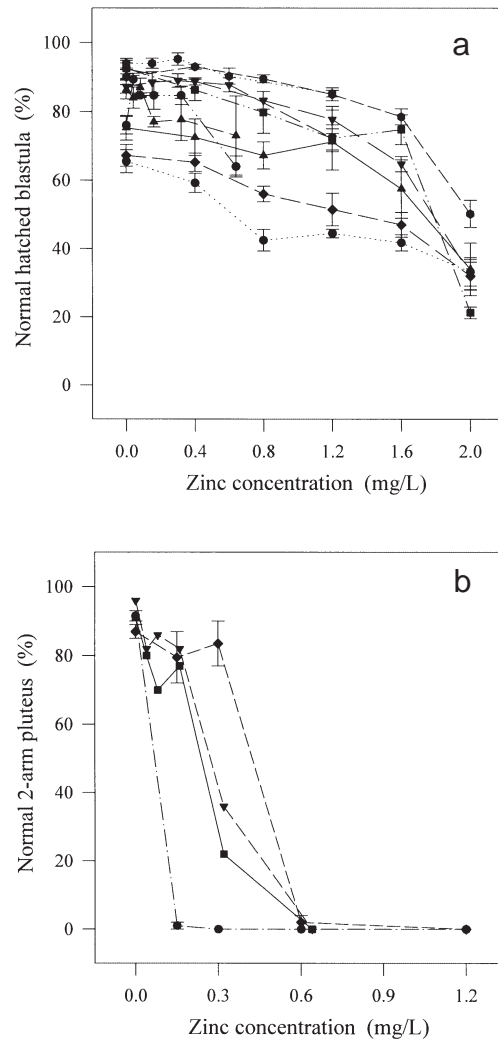 a
100
80
60
40
20
0
Normal hatched blastula (%)
0.0 0.4 0.8 1.2 1.6 2.0
Zinc concentration (mg/L)
b
100
80
60
40
20
0
Normal 2-arm pluteus (%)
0.0 0.3 0.6 0.9 1.2
Zinc concentration (mg/L)